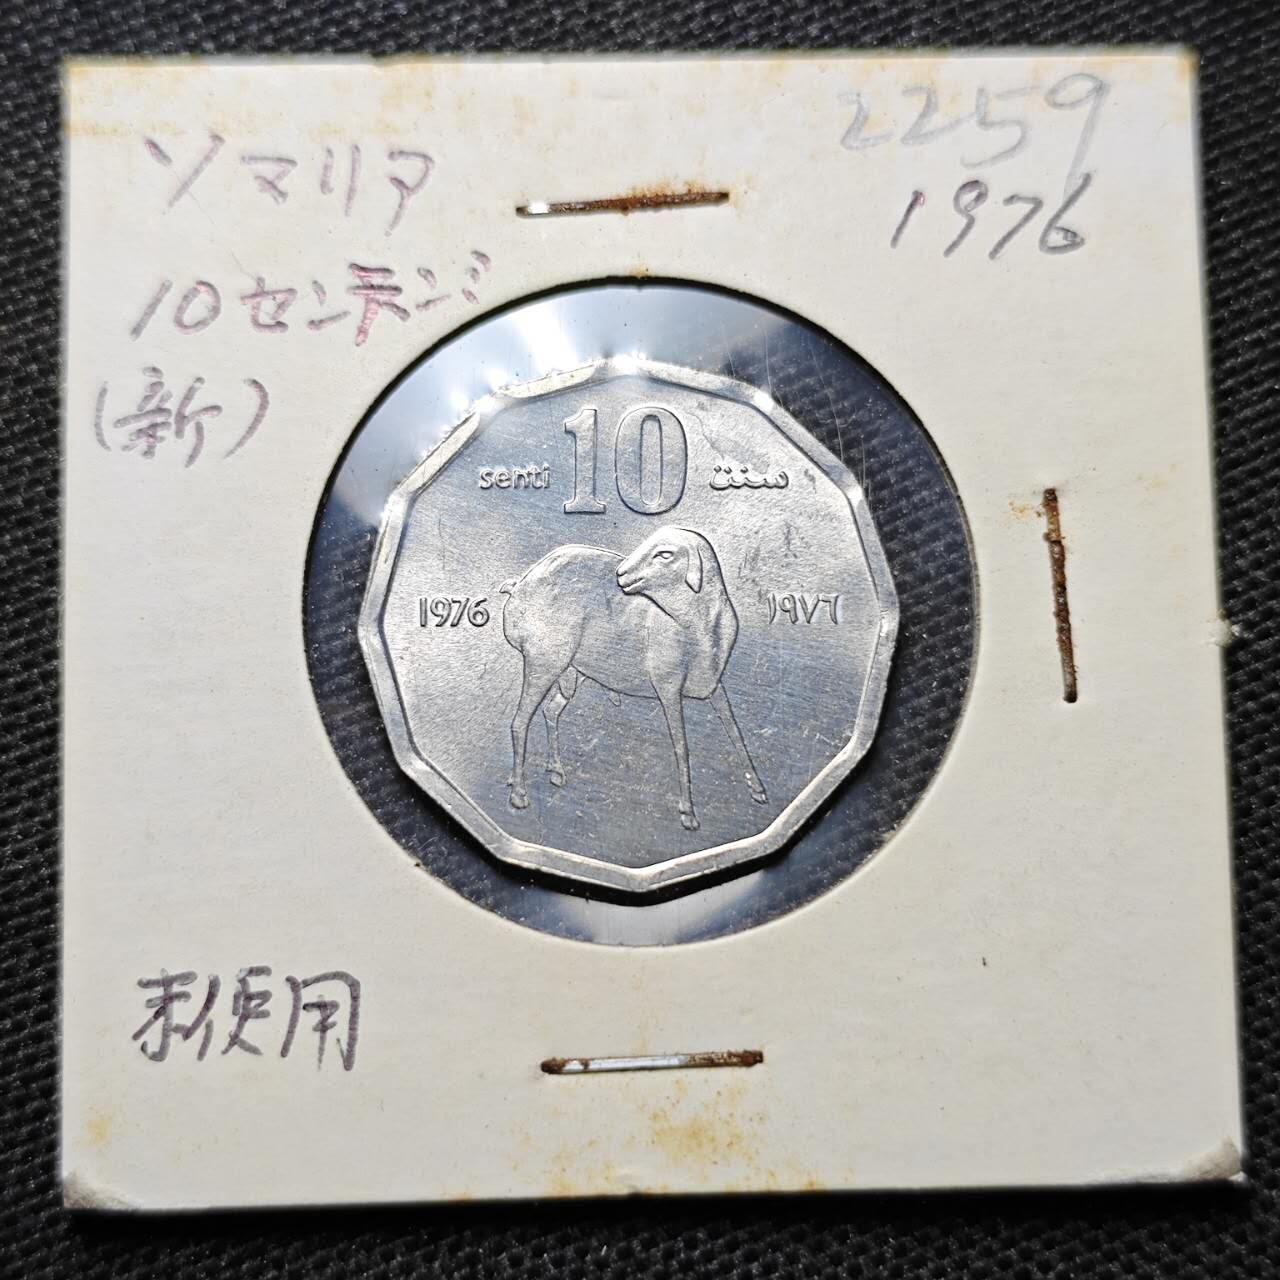 2259
ソマリア
1976
10センテシミ
(新)
10
senti
سنت
1976
١٩٧٦
未使用